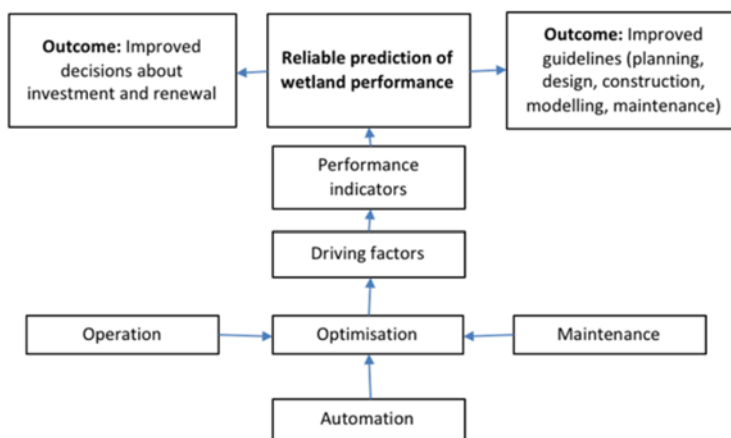 Outcome: Improved
decisions about
investment and renewal
Reliable prediction of
wetland performance
Outcome: Improved
guidelines (planning,
design, construction,
modelling, maintenance)
Performance
indicators
Driving factors
Operation
Optimisation
Maintenance
Automation